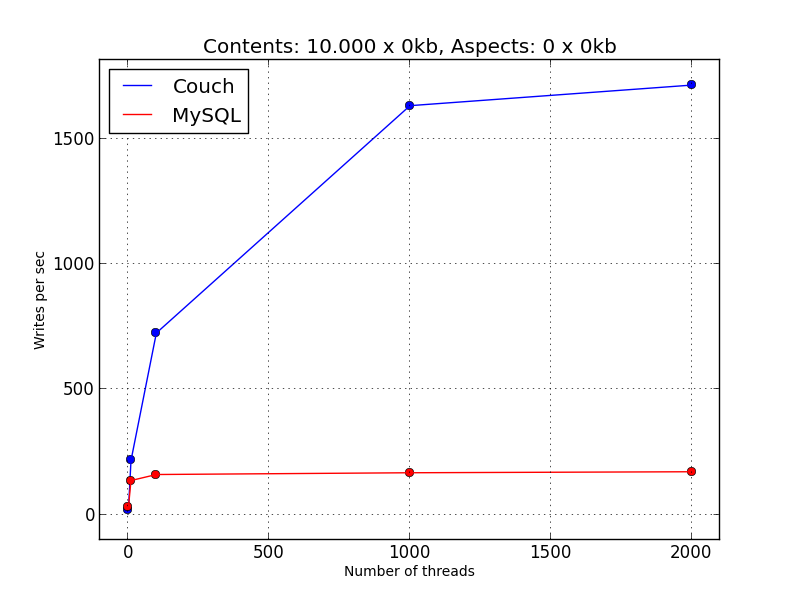 Contents: 10.000 x 0kb, Aspects: 0 x 0kb
Couch
MySQL
1500
1000
500
0
Writes per sec
0 500 1000 1500 2000
Number of threads